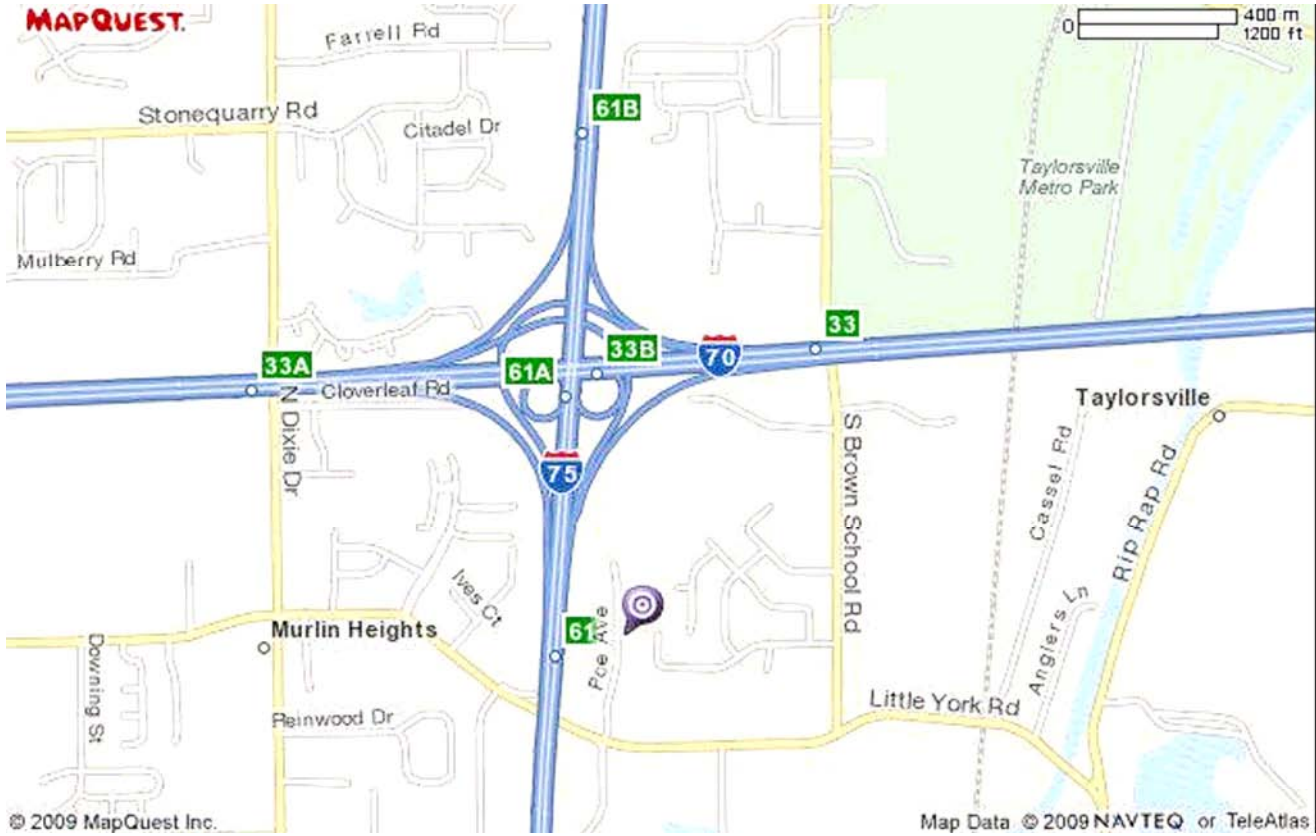 MAPQUEST.
0
400 m
1200 ft
Farrell Rd
Stonequarry Rd
61B
Citadel Dr
Taylorsville
Metro Park
Mulberry Rd
33
33A
33B
70
61A
Cloverleaf Rd
Taylorsville
N Dixie Dr
75
S Brown School Rd
Cassel Rd
Rip Rap Rd
Ives Ct
Anglers Ln
Murlin Heights
61
Poe Ave
Downing St
Reinwood Dr
Little York Rd
© 2009 MapQuest Inc.
Map Data © 2009 NAVTEQ or TeleAtlas